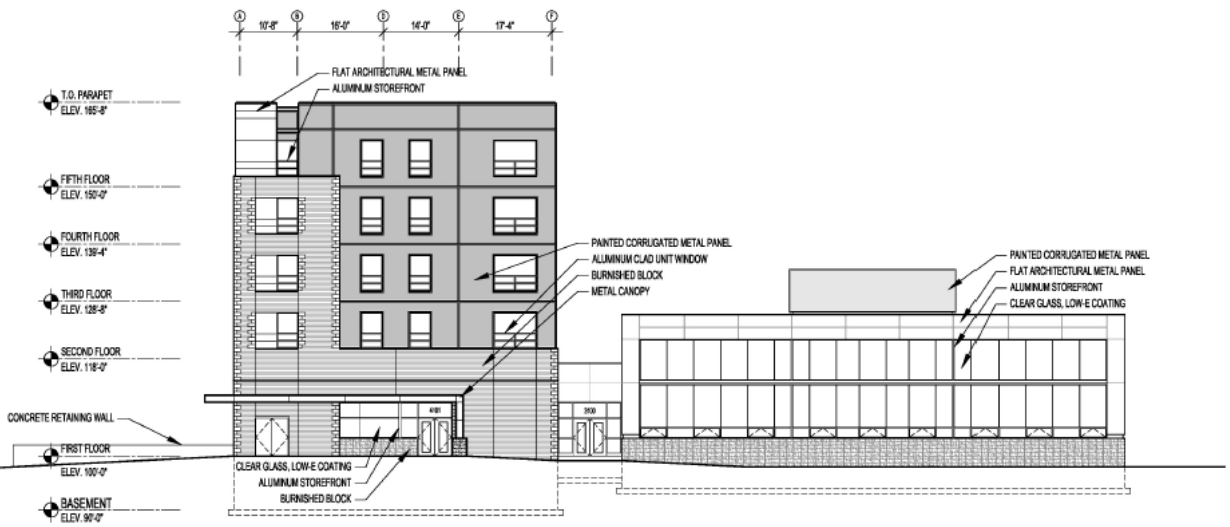 A B D E F
10'-8" 16'-0" 14'-0" 17'-4"
FLAT ARCHITECTURAL METAL PANEL
ALUMINUM STOREFRONT
T.O. PARAPET
ELEV. 165'-8"
FIFTH FLOOR
ELEV. 150'-0"
FOURTH FLOOR
ELEV. 139'-4"
THIRD FLOOR
ELEV. 128'-8"
SECOND FLOOR
ELEV. 118'-0"
CONCRETE RETAINING WALL
FIRST FLOOR
ELEV. 100'-0"
BASEMENT
ELEV. 90'-0"
PAINTED CORRUGATED METAL PANEL
ALUMINUM CLAD UNIT WINDOW
BURNISHED BLOCK
METAL CANOPY
PAINTED CORRUGATED METAL PANEL
FLAT ARCHITECTURAL METAL PANEL
ALUMINUM STOREFRONT
CLEAR GLASS, LOW-E COATING
4101
3100
CLEAR GLASS, LOW-E COATING
ALUMINUM STOREFRONT
BURNISHED BLOCK